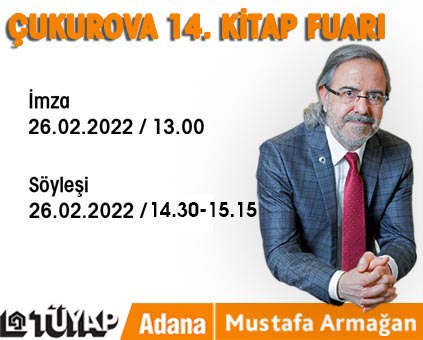 ÇUKUROVA 14. KİTAP FUARI
İmza
26.02.2022 / 13.00
Söyleşi
26.02.2022 / 14.30-15.15
TÜYAP Adana Mustafa Armağan